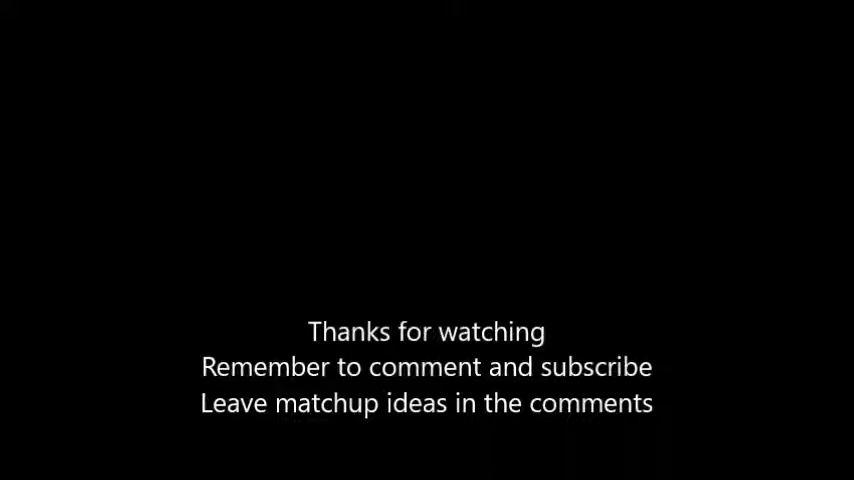 Thanks for watching
Remember to comment and subscribe
Leave matchup ideas in the comments